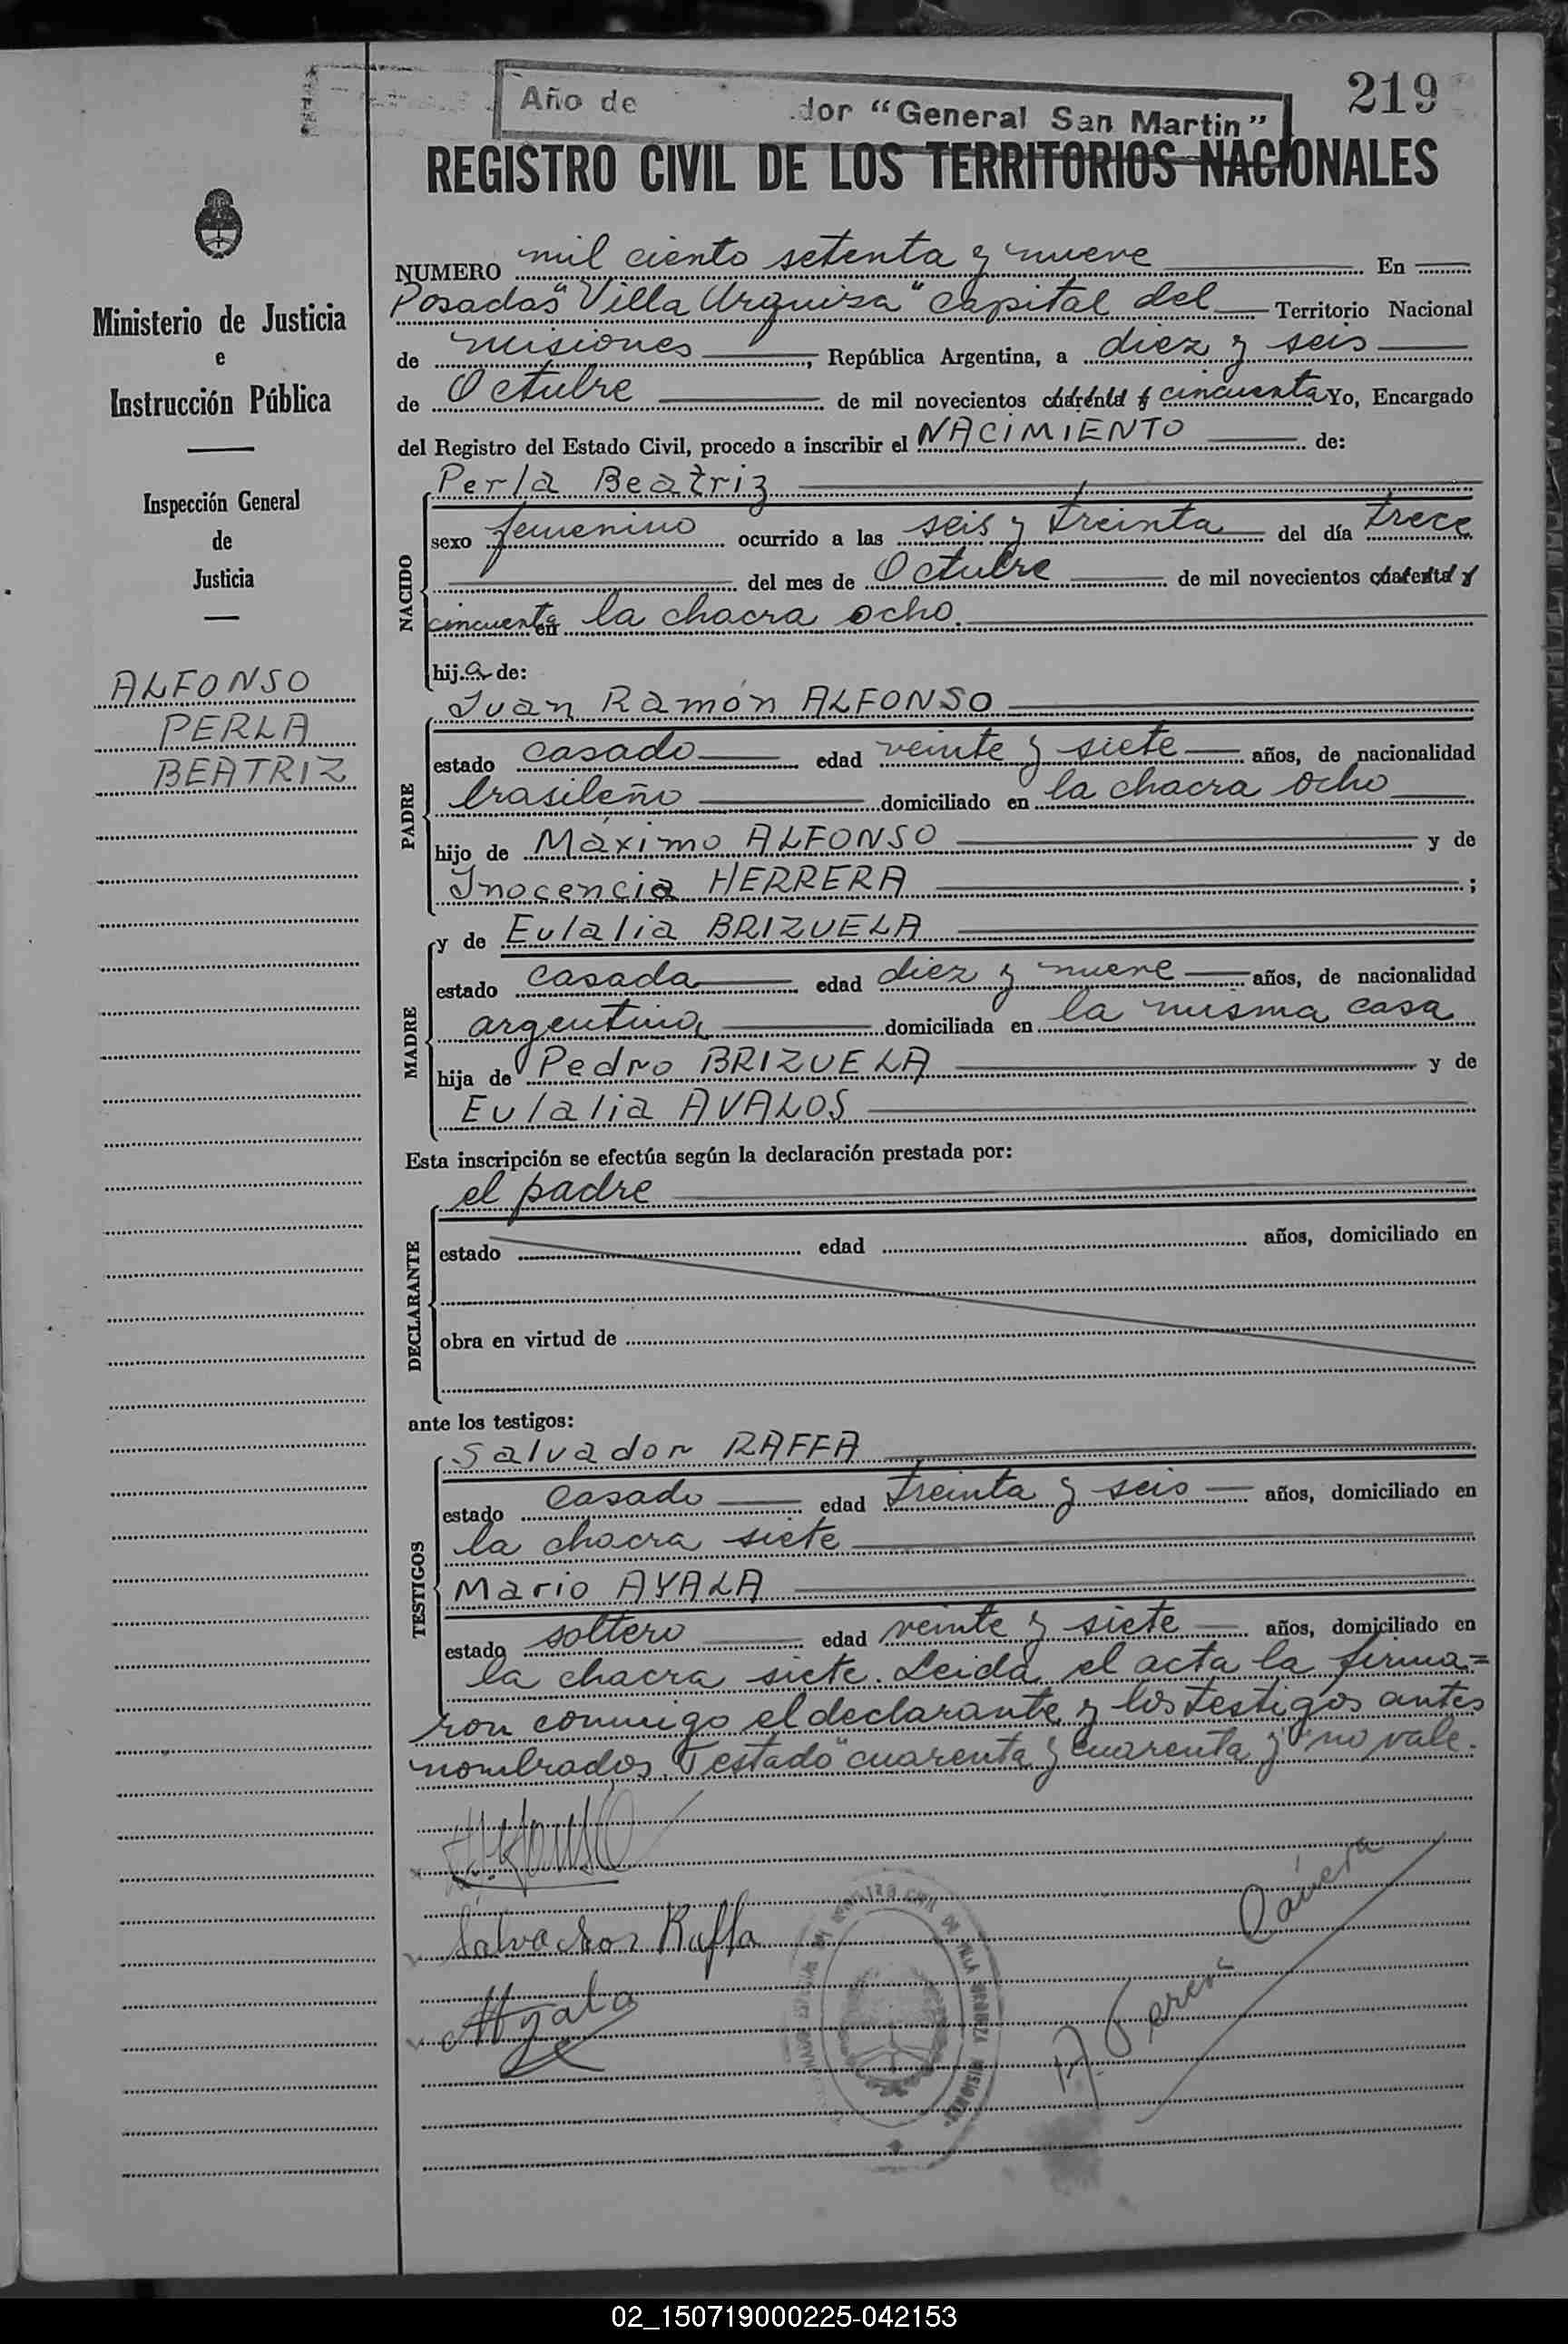 219
Año de dor "General San Martin"
REGISTRO CIVIL DE LOS TERRITORIOS NACIONALES
Ministerio de Justicia
e
Instrucción Pública
Inspección General
de
Justicia
ALFONSO
PERLA
BEATRIZ
NUMERO mil ciento setenta y nueve En
Posadas "Villa Urquiza" capital del Territorio Nacional
de misiones, República Argentina, a diez y seis
de Octubre de mil novecientos cuarenta y cincuenta Yo, Encargado
del Registro del Estado Civil, procedo a inscribir el NACIMIENTO de:
NACIDO
Perla Beatriz
sexo femenino ocurrido a las seis y treinta del día trece
del mes de Octubre de mil novecientos cuarenta y
cincuenta en la chacra ocho.
hija de:
PADRE
Juan Ramón ALFONSO
estado casado edad veinte y siete años, de nacionalidad
brasileño domiciliado en la chacra ocho
hijo de Máximo ALFONSO y de
Inocencia HERRERA ;
MADRE
y de Eulalia BRIZUELA
estado casada edad diez y nueve años, de nacionalidad
argentina domiciliada en la misma casa
hija de Pedro BRIZUELA y de
Eulalia AVALOS
Esta inscripción se efectúa según la declaración prestada por:
DECLARANTE
el padre
estado edad años, domiciliado en
obra en virtud de
ante los testigos:
TESTIGOS
Salvador RAFFA
estado casado edad treinta y seis años, domiciliado en
la chacra siete
Mario AYALA
estado soltero edad veinte y siete años, domiciliado en
la chacra siete. Leida el acta la firma=
ron conmigo el declarante y los testigos antes
nombrados. Testado "cuarenta y cuarenta y" no vale.
Alfonso
Salvador Raffa
MAyala
02_150719000225-042153